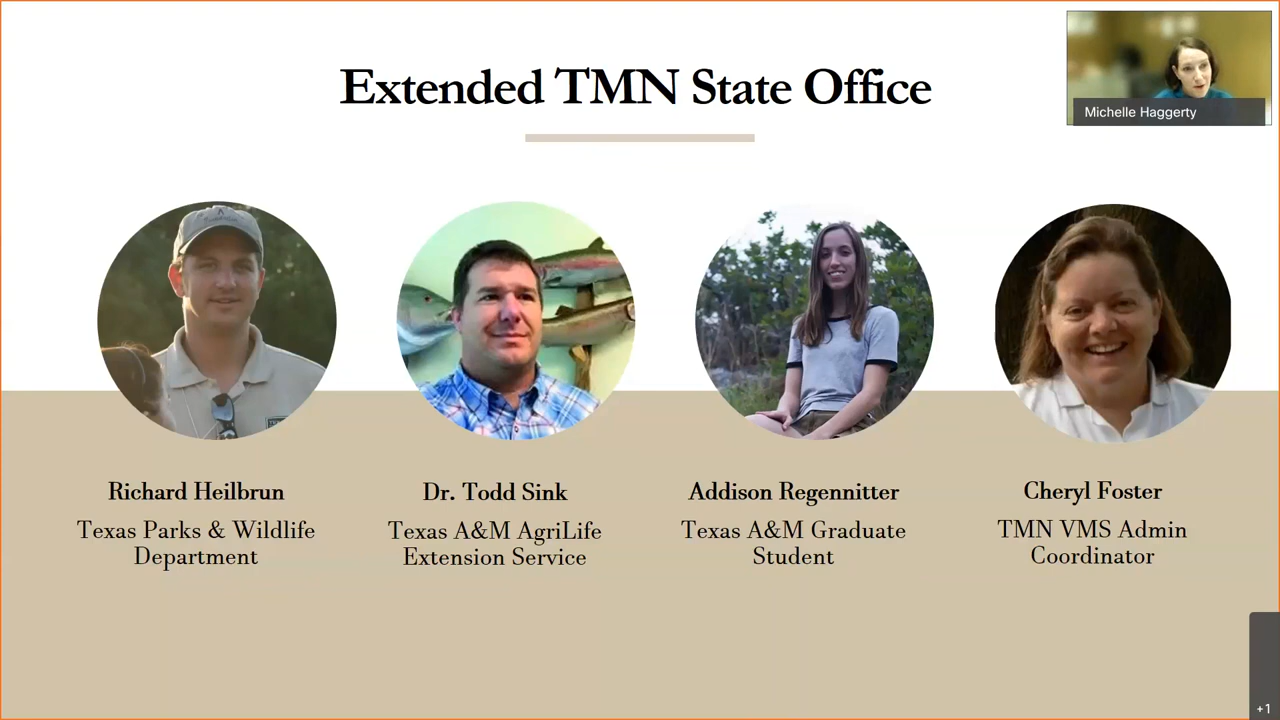 Extended TMN State Office
Michelle Haggerty
Richard Heilbrun
Texas Parks & Wildlife
Department
Dr. Todd Sink
Texas A&M AgriLife
Extension Service
Addison Regennitter
Texas A&M Graduate
Student
Cheryl Foster
TMN VMS Admin
Coordinator
+1